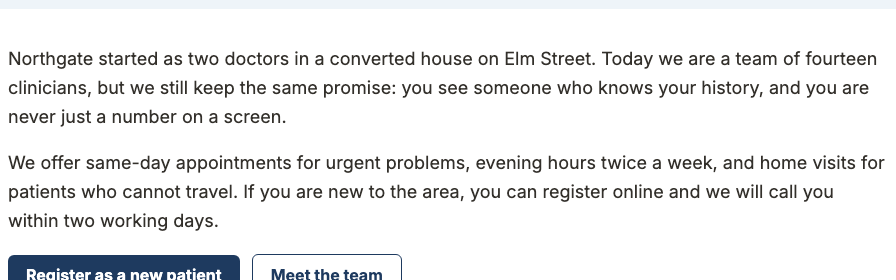 Northgate started as two doctors in a converted house on Elm Street. Today we are a team of fourteen
clinicians, but we still keep the same promise: you see someone who knows your history, and you are
never just a number on a screen.
We offer same-day appointments for urgent problems, evening hours twice a week, and home visits for
patients who cannot travel. If you are new to the area, you can register online and we will call you
within two working days.
Register as a new patient
Meet the team